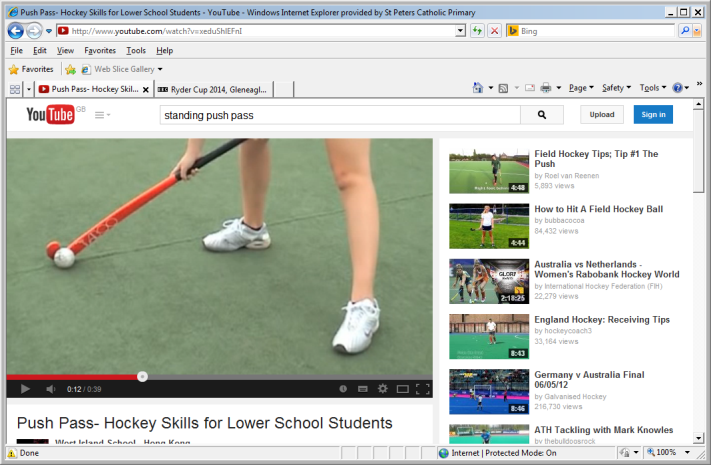 Push Pass- Hockey Skills for Lower School Students - YouTube - Windows Internet Explorer provided by St Peters Catholic Primary
http://www.youtube.com/watch?v=xeduShlEFnI
Bing
File Edit View Favorites Tools Help
Favorites Web Slice Gallery
Push Pass- Hockey Skil... Ryder Cup 2014, Gleneagl...
Page Safety Tools
YouTube GB
standing push pass
Upload Sign in
Field Hockey Tips; Tip #1 The
Push
by Roel van Reenen
5,893 views
4:48
How to Hit A Field Hockey Ball
by bubbacocoa
84,432 views
4:44
Australia vs Netherlands -
Women's Rabobank Hockey World
by International Hockey Federation (FIH)
22,279 views
GLORY
2:18:25
England Hockey: Receiving Tips
by hockeycoach3
33,164 views
8:43
Germany v Australia Final
06/05/12
by Galvanised Hockey
216,730 views
8:46
ATH Tackling with Mark Knowles
by thebulldogsrock
0:12 / 0:39
Push Pass- Hockey Skills for Lower School Students
West Island School - Hong Kong
Done
Internet | Protected Mode: On
100%